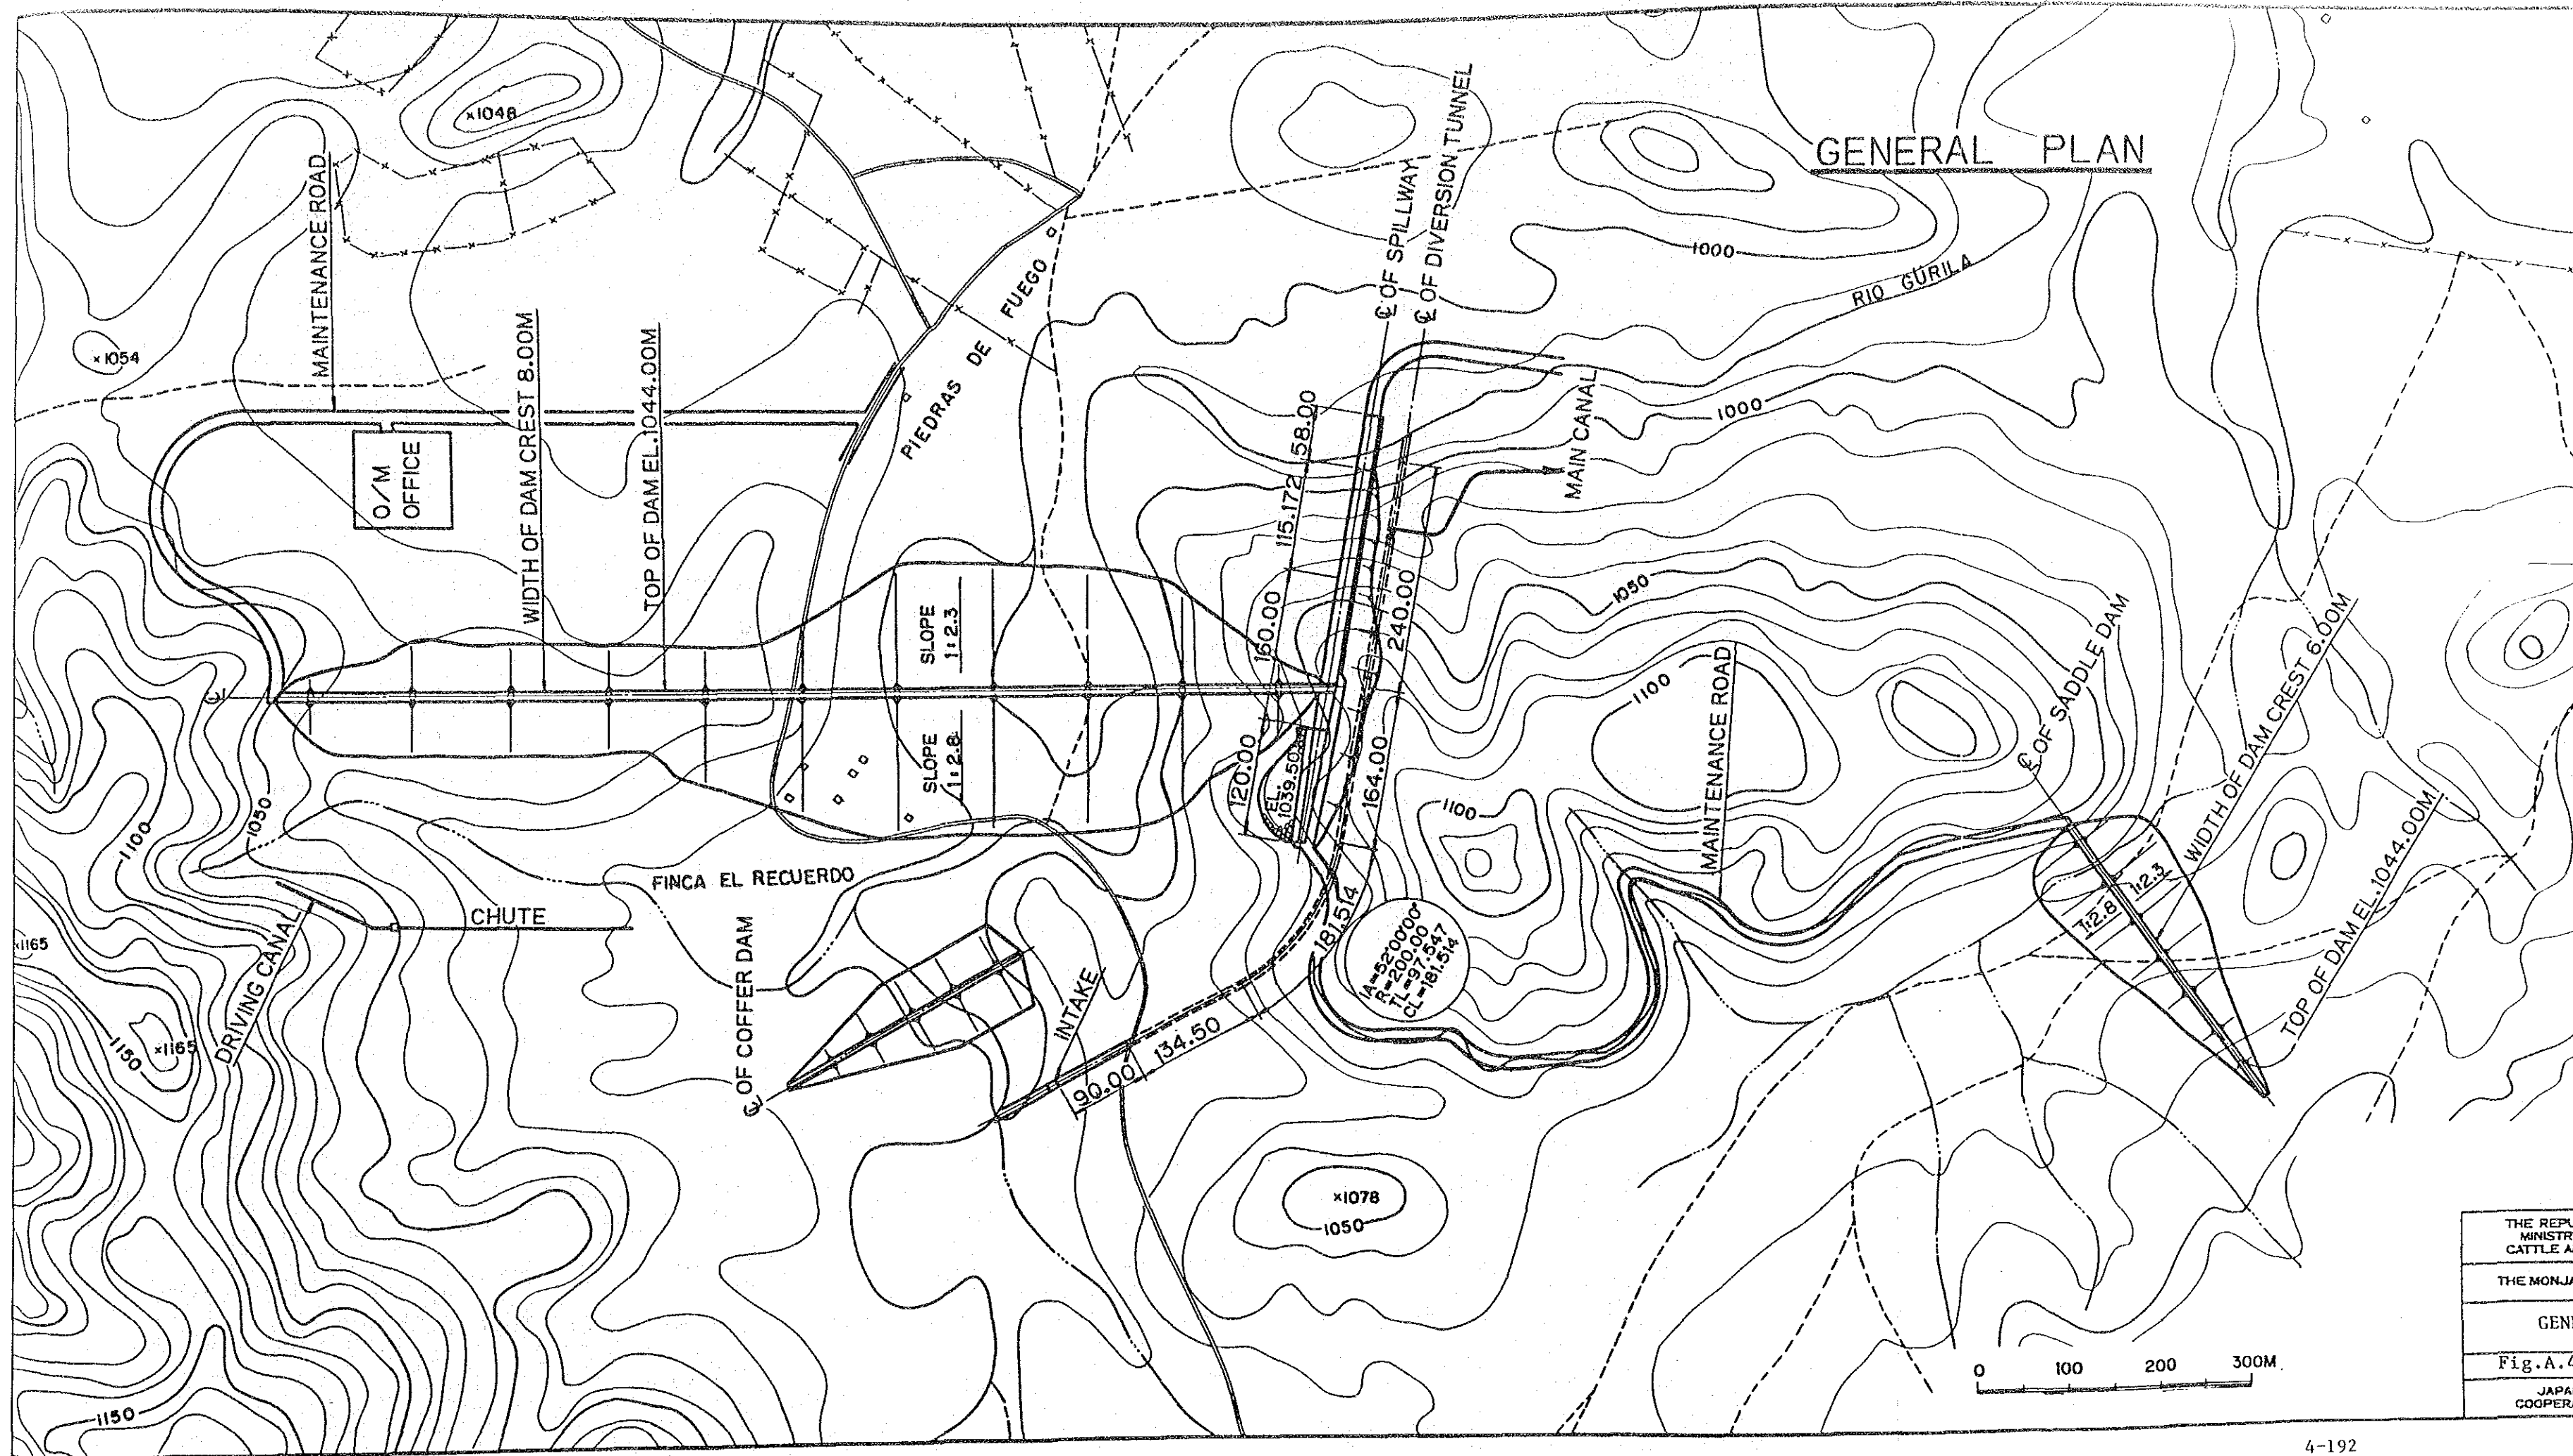 GENERAL PLAN
×1048
MAINTENANCE ROAD
×1054
O/M
OFFICE
WIDTH OF DAM CREST 8.00M
TOP OF DAM EL.1044.00M
PIEDRAS DE FUEGO
℄ OF SPILLWAY
℄ OF DIVERSION TUNNEL
1000
RIO GURILA
1000
MAIN CANAL
58.00
115.172
160.00
240.00
120.00
164.00
EL.
1039.50
SLOPE
1:2.3
SLOPE
1:2.8
℄
1050
1100
1050
1100
1100
MAINTENANCE ROAD
℄ OF SADDLE DAM
WIDTH OF DAM CREST 6.00M
TOP OF DAM EL.1044.00M
1:2.3
1:2.8
FINCA EL RECUERDO
CHUTE
DRIVING CANAL
×1165
×1165
1150
1150
℄ OF COFFER DAM
INTAKE
90.00
134.50
181.514
IA=52°00'00"
R=200.00
TL=97.547
CL=181.514
×1078
1050
0 100 200 300M
THE REPU
MINISTR
CATTLE A
THE MONJA
GEN
Fig.A.4
JAPA
COOPER
4-192